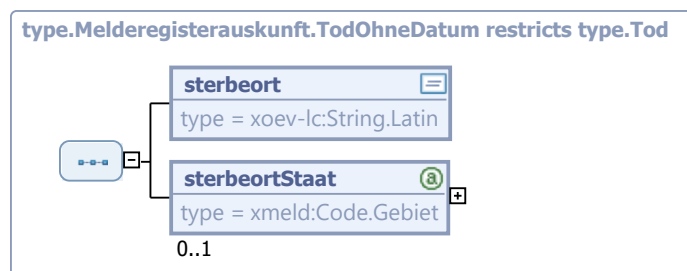 type.Melderegisterauskunft.TodOhneDatum restricts type.Tod
sterbeort
type = xoev-lc:String.Latin
sterbeortStaat
type = xmeld:Code.Gebiet
0..1